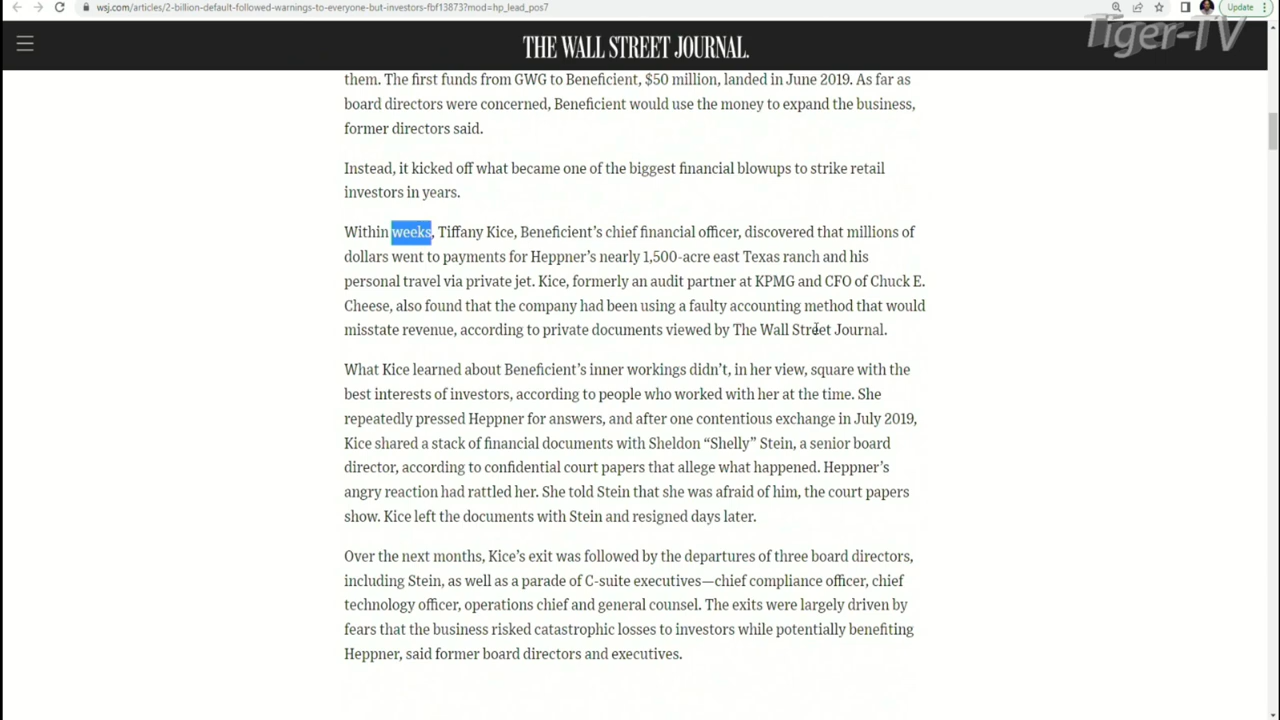 wsj.com/articles/2-billion-default-followed-warnings-to-everyone-but-investors-fbf13873?mod=hp_lead_pos7
Update
Tiger-TV
THE WALL STREET JOURNAL.
them. The first funds from GWG to Beneficient, $50 million, landed in June 2019. As far as
board directors were concerned, Beneficient would use the money to expand the business,
former directors said.
Instead, it kicked off what became one of the biggest financial blowups to strike retail
investors in years.
Within weeks, Tiffany Kice, Beneficient’s chief financial officer, discovered that millions of
dollars went to payments for Heppner’s nearly 1,500-acre east Texas ranch and his
personal travel via private jet. Kice, formerly an audit partner at KPMG and CFO of Chuck E.
Cheese, also found that the company had been using a faulty accounting method that would
misstate revenue, according to private documents viewed by The Wall Street Journal.
What Kice learned about Beneficient’s inner workings didn’t, in her view, square with the
best interests of investors, according to people who worked with her at the time. She
repeatedly pressed Heppner for answers, and after one contentious exchange in July 2019,
Kice shared a stack of financial documents with Sheldon “Shelly” Stein, a senior board
director, according to confidential court papers that allege what happened. Heppner’s
angry reaction had rattled her. She told Stein that she was afraid of him, the court papers
show. Kice left the documents with Stein and resigned days later.
Over the next months, Kice’s exit was followed by the departures of three board directors,
including Stein, as well as a parade of C-suite executives—chief compliance officer, chief
technology officer, operations chief and general counsel. The exits were largely driven by
fears that the business risked catastrophic losses to investors while potentially benefiting
Heppner, said former board directors and executives.